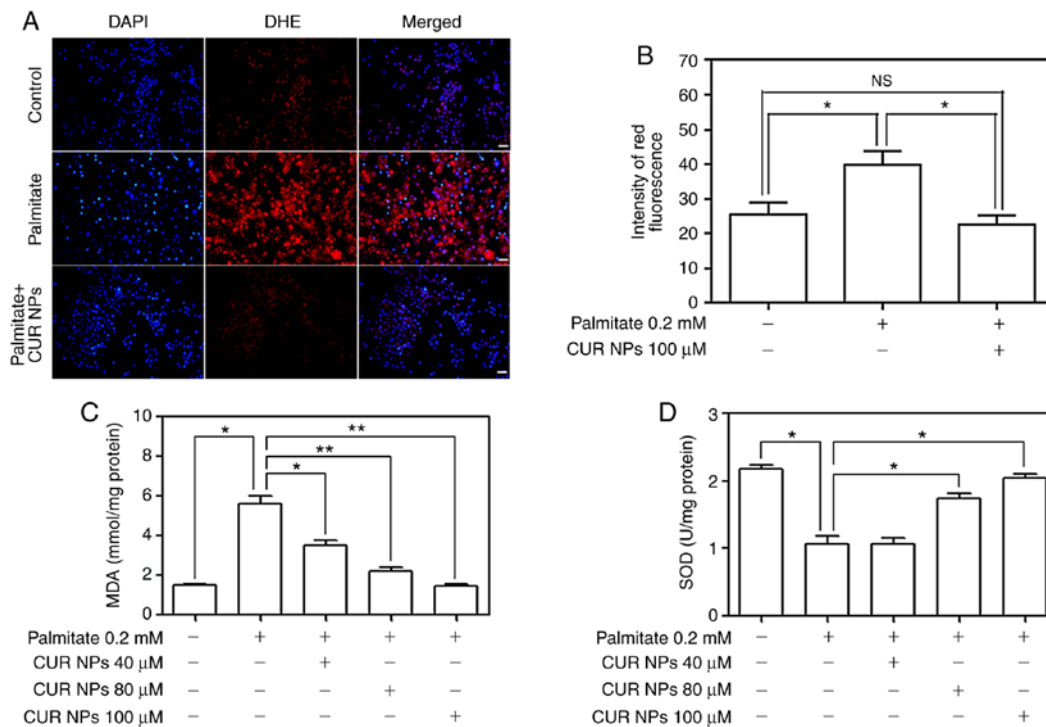 A
DAPI DHE Merged
Control
Palmitate
Palmitate+
CUR NPs
B
Intensity of red
fluorescence
70
60
50
40
30
20
10
0
NS
* *
Palmitate 0.2 mM – + +
CUR NPs 100 μM – – +
C
MDA (mmol/mg protein)
10
8
6
4
2
0
* **
**
*
Palmitate 0.2 mM – + + + +
CUR NPs 40 μM – – + – –
CUR NPs 80 μM – – – + –
CUR NPs 100 μM – – – – +
D
SOD (U/mg protein)
3
2
1
0
* *
*
Palmitate 0.2 mM – + + + +
CUR NPs 40 μM – – + – –
CUR NPs 80 μM – – – + –
CUR NPs 100 μM – – – – +